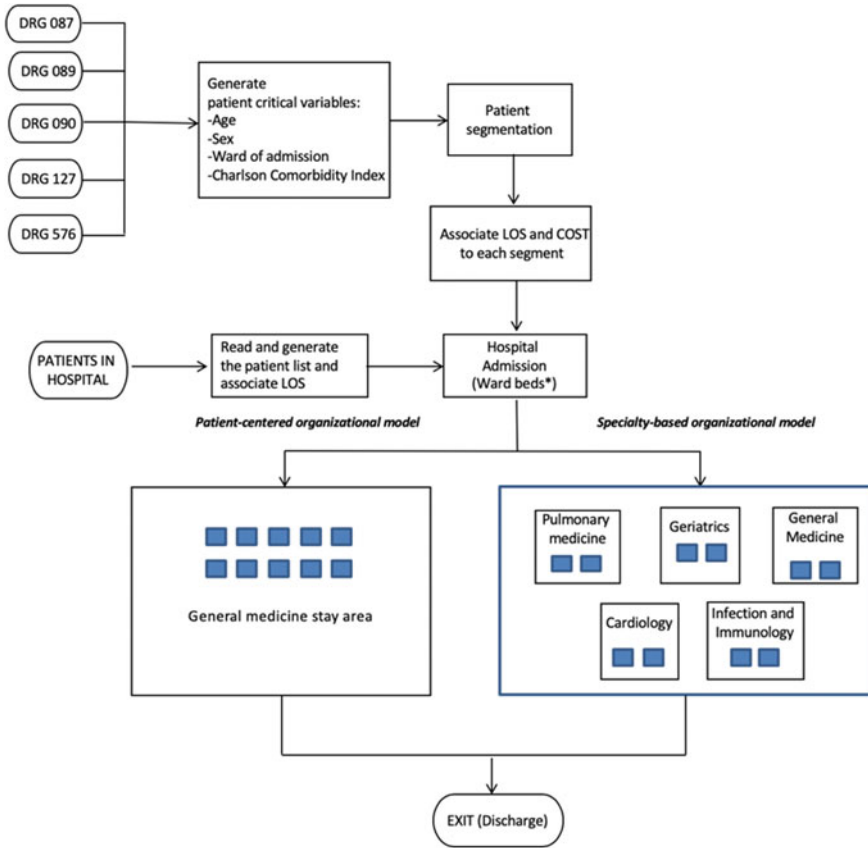 DRG 087
DRG 089
DRG 090
DRG 127
DRG 576
Generate
patient critical variables:
-Age
-Sex
-Ward of admission
-Charlson Comorbidity Index
Patient
segmentation
Associate LOS and COST
to each segment
PATIENTS IN
HOSPITAL
Read and generate
the patient list and
associate LOS
Hospital
Admission
(Ward beds*)
Patient-centered organizational model
Specialty-based organizational model
General medicine stay area
Pulmonary
medicine
Geriatrics
General
Medicine
Cardiology
Infection and
Immunology
EXIT (Discharge)